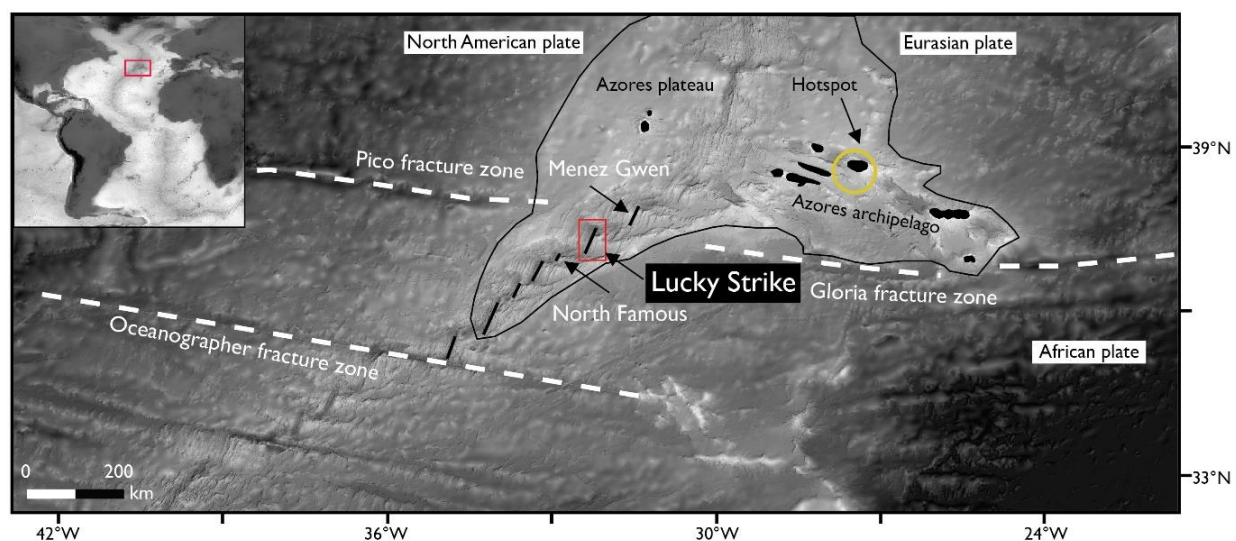 North American plate
Eurasian plate
Azores plateau
Hotspot
39°N
Pico fracture zone
Menez Gwen
Azores archipelago
Lucky Strike
Gloria fracture zone
North Famous
Oceanographer fracture zone
African plate
0 200
km
33°N
42°W 36°W 30°W 24°W